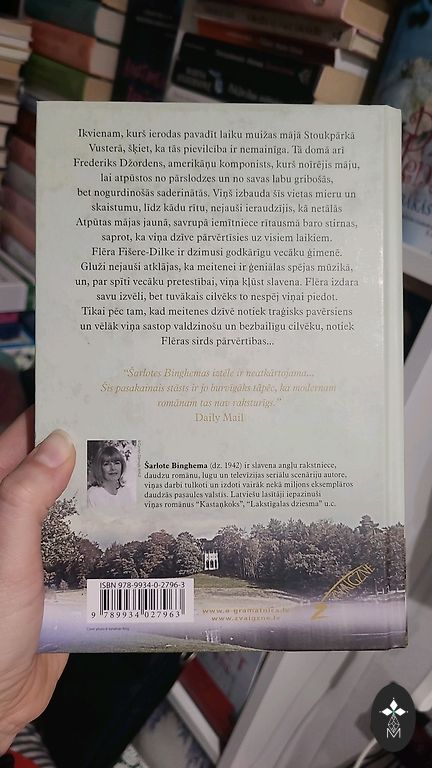 Ikvienam, kurš ierodas pavadīt laiku muižas mājā Stoukpārkā
Vusterā, šķiet, ka tās pievilcība ir nemainīga. Tā domā arī
Frederiks Džordens, amerikāņu komponists, kurš noīrējis māju,
lai atpūstos no pārslodzes un no savas labu gribošās,
bet nogurdinošās saderinātās. Viņš izbauda šīs vietas mieru un
skaistumu, līdz kādu rītu, nejauši ieraudzījis, kā netālās
Atpūtas mājas jaunā, savrupā iemītniece rītausmā baro stirnas,
saprot, ka viņa dzīve pārvērtīsies uz visiem laikiem.
Flēra Fišere-Dilke ir dzimusi godkārīgu vecāku ģimenē.
Gluži nejauši atklājas, ka meitenei ir ģeniālas spējas mūzikā,
un, par spīti vecāku pretestībai, viņa kļūst slavena. Flēra izdara
savu izvēli, bet tuvākais cilvēks to nespēj viņai piedot.
Tikai pēc tam, kad meitenes dzīvē notiek traģisks pavērsiens
un vēlāk viņa sastop valdzinošu un bezbailīgu cilvēku, notiek
Flēras sirds pārvērtības...
“Šarlotes Binghemas iztēle ir neatkārtojama...
Šis pasakainais stāsts ir jo burvīgāks tāpēc, ka modernam
romānam tas nav raksturīgs.”
Daily Mail
Šarlote Binghema (dz. 1942) ir slavena angļu rakstniece,
daudzu romānu, lugu un televīzijas seriālu scenāriju autore,
viņas darbi tulkoti un izdoti vairāk nekā miljons eksemplāros
daudzās pasaules valstīs. Latviešu lasītāji iepazinuši
viņas romānus “Kastaņkoks”, “Lakstīgalas dziesma” u.c.
ISBN 978-9934-0-2796-3
9 789934 027963
www.e-gramatnica.lv
www.zvaigzne.lv
ZVAIGZNE